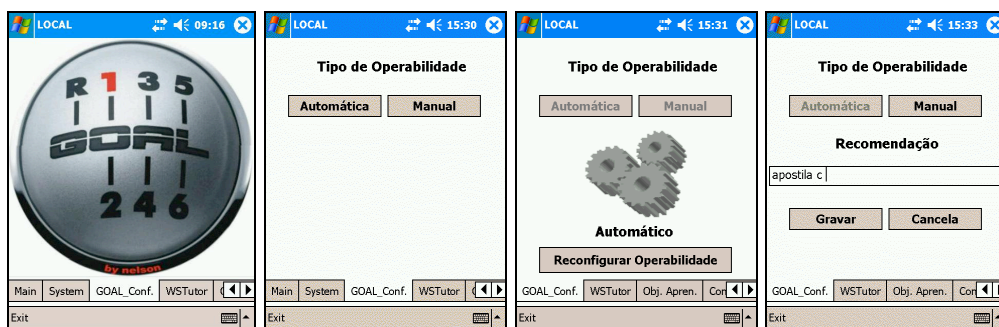 LOCAL 09:16
R 1 3 5
GOAL
2 4 6
by nelson
Main System GOAL_Conf. WSTutor
Exit
LOCAL 15:30
Tipo de Operabilidade
Automática Manual
Main System GOAL_Conf. WSTutor
Exit
LOCAL 15:31
Tipo de Operabilidade
Automática Manual
Automático
Reconfigurar Operabilidade
GOAL_Conf. WSTutor Obj. Apren. Con
Exit
LOCAL 15:33
Tipo de Operabilidade
Automática Manual
Recomendação
apostila c
Gravar Cancela
GOAL_Conf. WSTutor Obj. Apren. Con
Exit